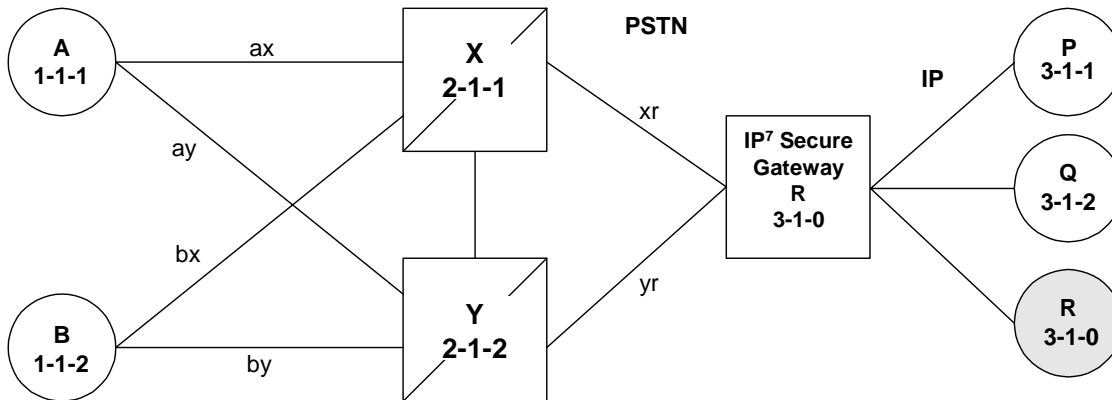 A
1-1-1
ax
X
2-1-1
PSTN
P
3-1-1
IP
xr
ay
IP⁷ Secure
Gateway
R
3-1-0
Q
3-1-2
bx
yr
B
1-1-2
by
Y
2-1-2
R
3-1-0